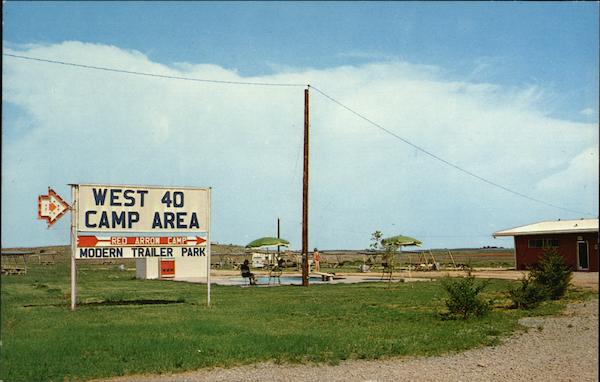 WEST 40
CAMP AREA
RED ARROW CAMP
MODERN TRAILER PARK